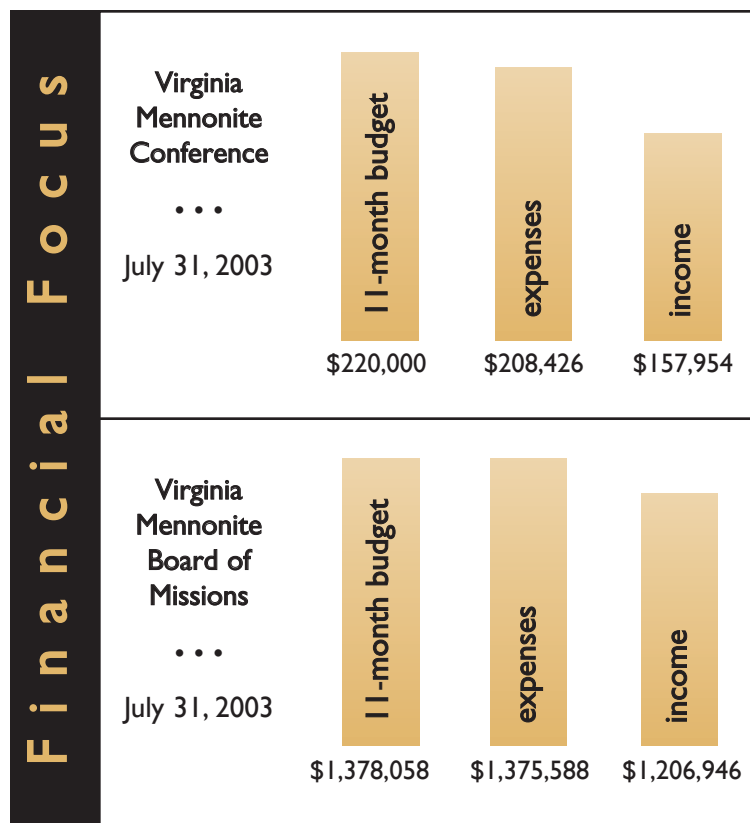 Financial Focus
Virginia
Mennonite
Conference
...
July 31, 2003
11-month budget
expenses
income
$220,000
$208,426
$157,954
Virginia
Mennonite
Board of
Missions
...
July 31, 2003
11-month budget
expenses
income
$1,378,058
$1,375,588
$1,206,946